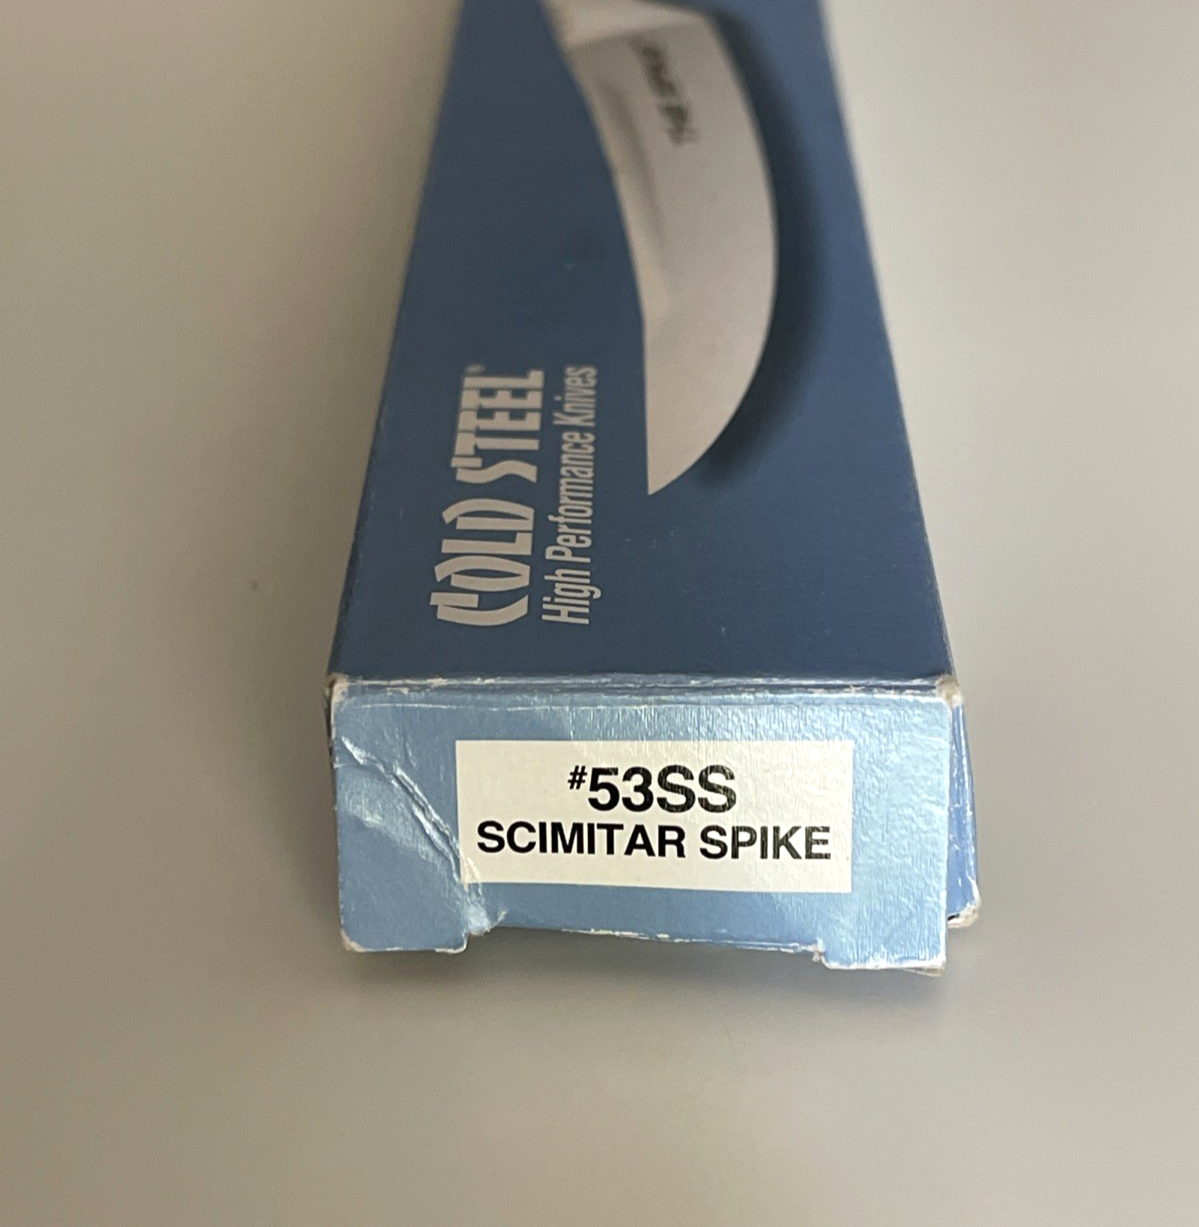 COLD STEEL®
High Performance Knives
#53SS
SCIMITAR SPIKE